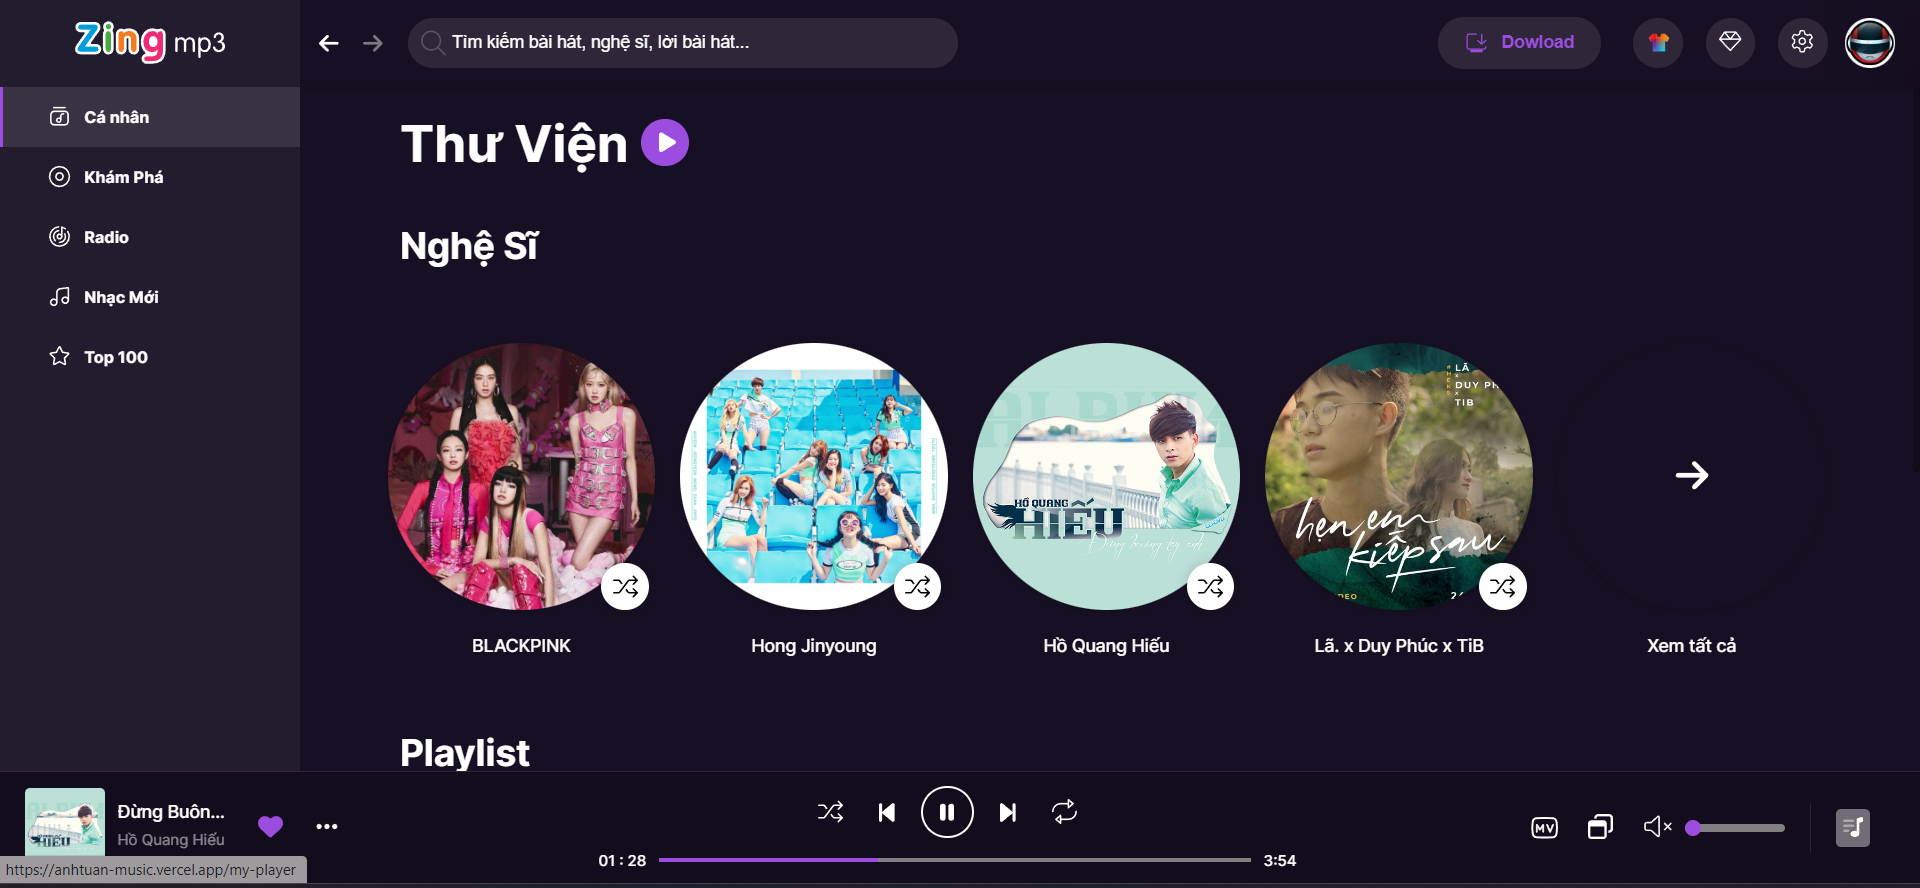 Zing mp3
Tìm kiếm bài hát, nghệ sĩ, lời bài hát...
Dowload
Cá nhân
Khám Phá
Radio
Nhạc Mới
Top 100
Thư Viện
Nghệ Sĩ
HỒ QUANG
HIẾU
LÃ
x
DUY PH
x
TIB
hẹn em
kiếp sau
BLACKPINK
Hong Jinyoung
Hồ Quang Hiếu
Lã. x Duy Phúc x TiB
Xem tất cả
Playlist
Đừng Buôn...
Hồ Quang Hiếu
01 : 28
3:54
MV
https://anhtuan-music.vercel.app/my-player